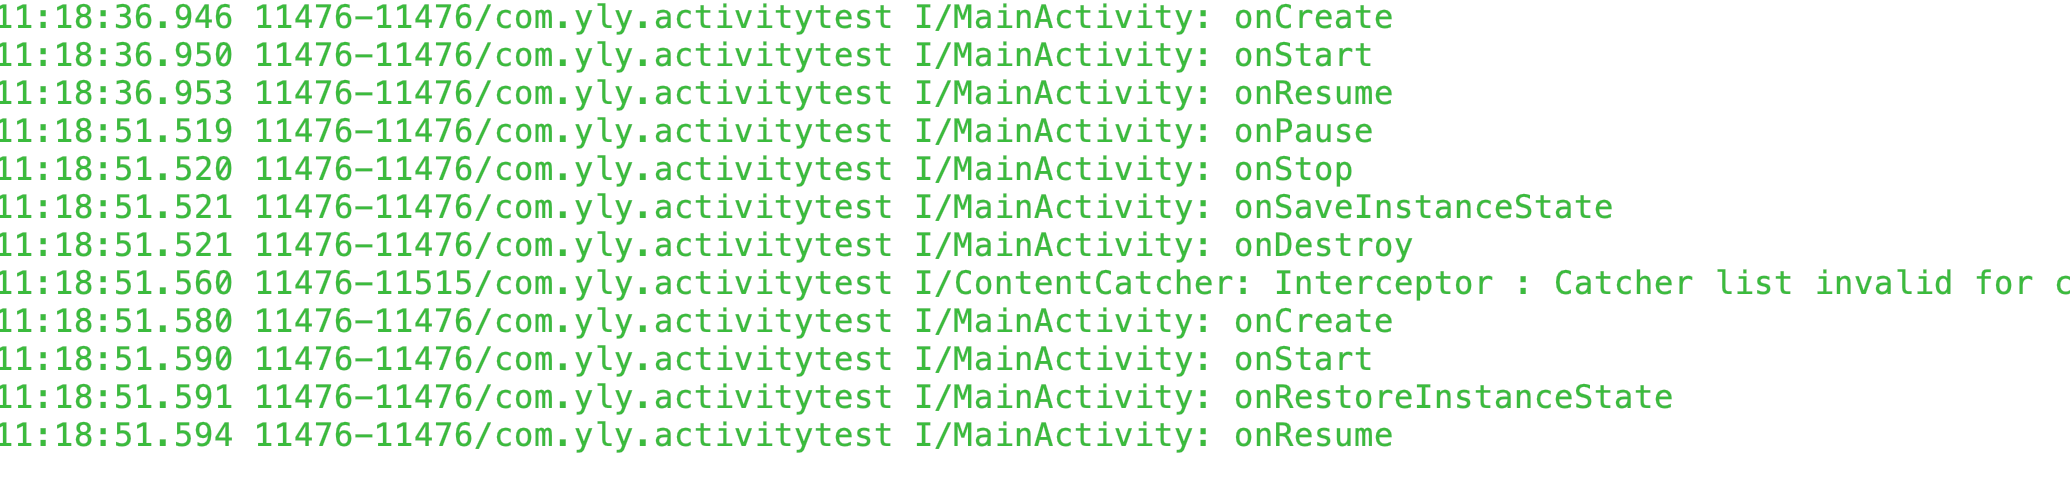 11:18:36.946 11476-11476/com.yly.activitytest I/MainActivity: onCreate
11:18:36.950 11476-11476/com.yly.activitytest I/MainActivity: onStart
11:18:36.953 11476-11476/com.yly.activitytest I/MainActivity: onResume
11:18:51.519 11476-11476/com.yly.activitytest I/MainActivity: onPause
11:18:51.520 11476-11476/com.yly.activitytest I/MainActivity: onStop
11:18:51.521 11476-11476/com.yly.activitytest I/MainActivity: onSaveInstanceState
11:18:51.521 11476-11476/com.yly.activitytest I/MainActivity: onDestroy
11:18:51.560 11476-11515/com.yly.activitytest I/ContentCatcher: Interceptor : Catcher list invalid for c
11:18:51.580 11476-11476/com.yly.activitytest I/MainActivity: onCreate
11:18:51.590 11476-11476/com.yly.activitytest I/MainActivity: onStart
11:18:51.591 11476-11476/com.yly.activitytest I/MainActivity: onRestoreInstanceState
11:18:51.594 11476-11476/com.yly.activitytest I/MainActivity: onResume